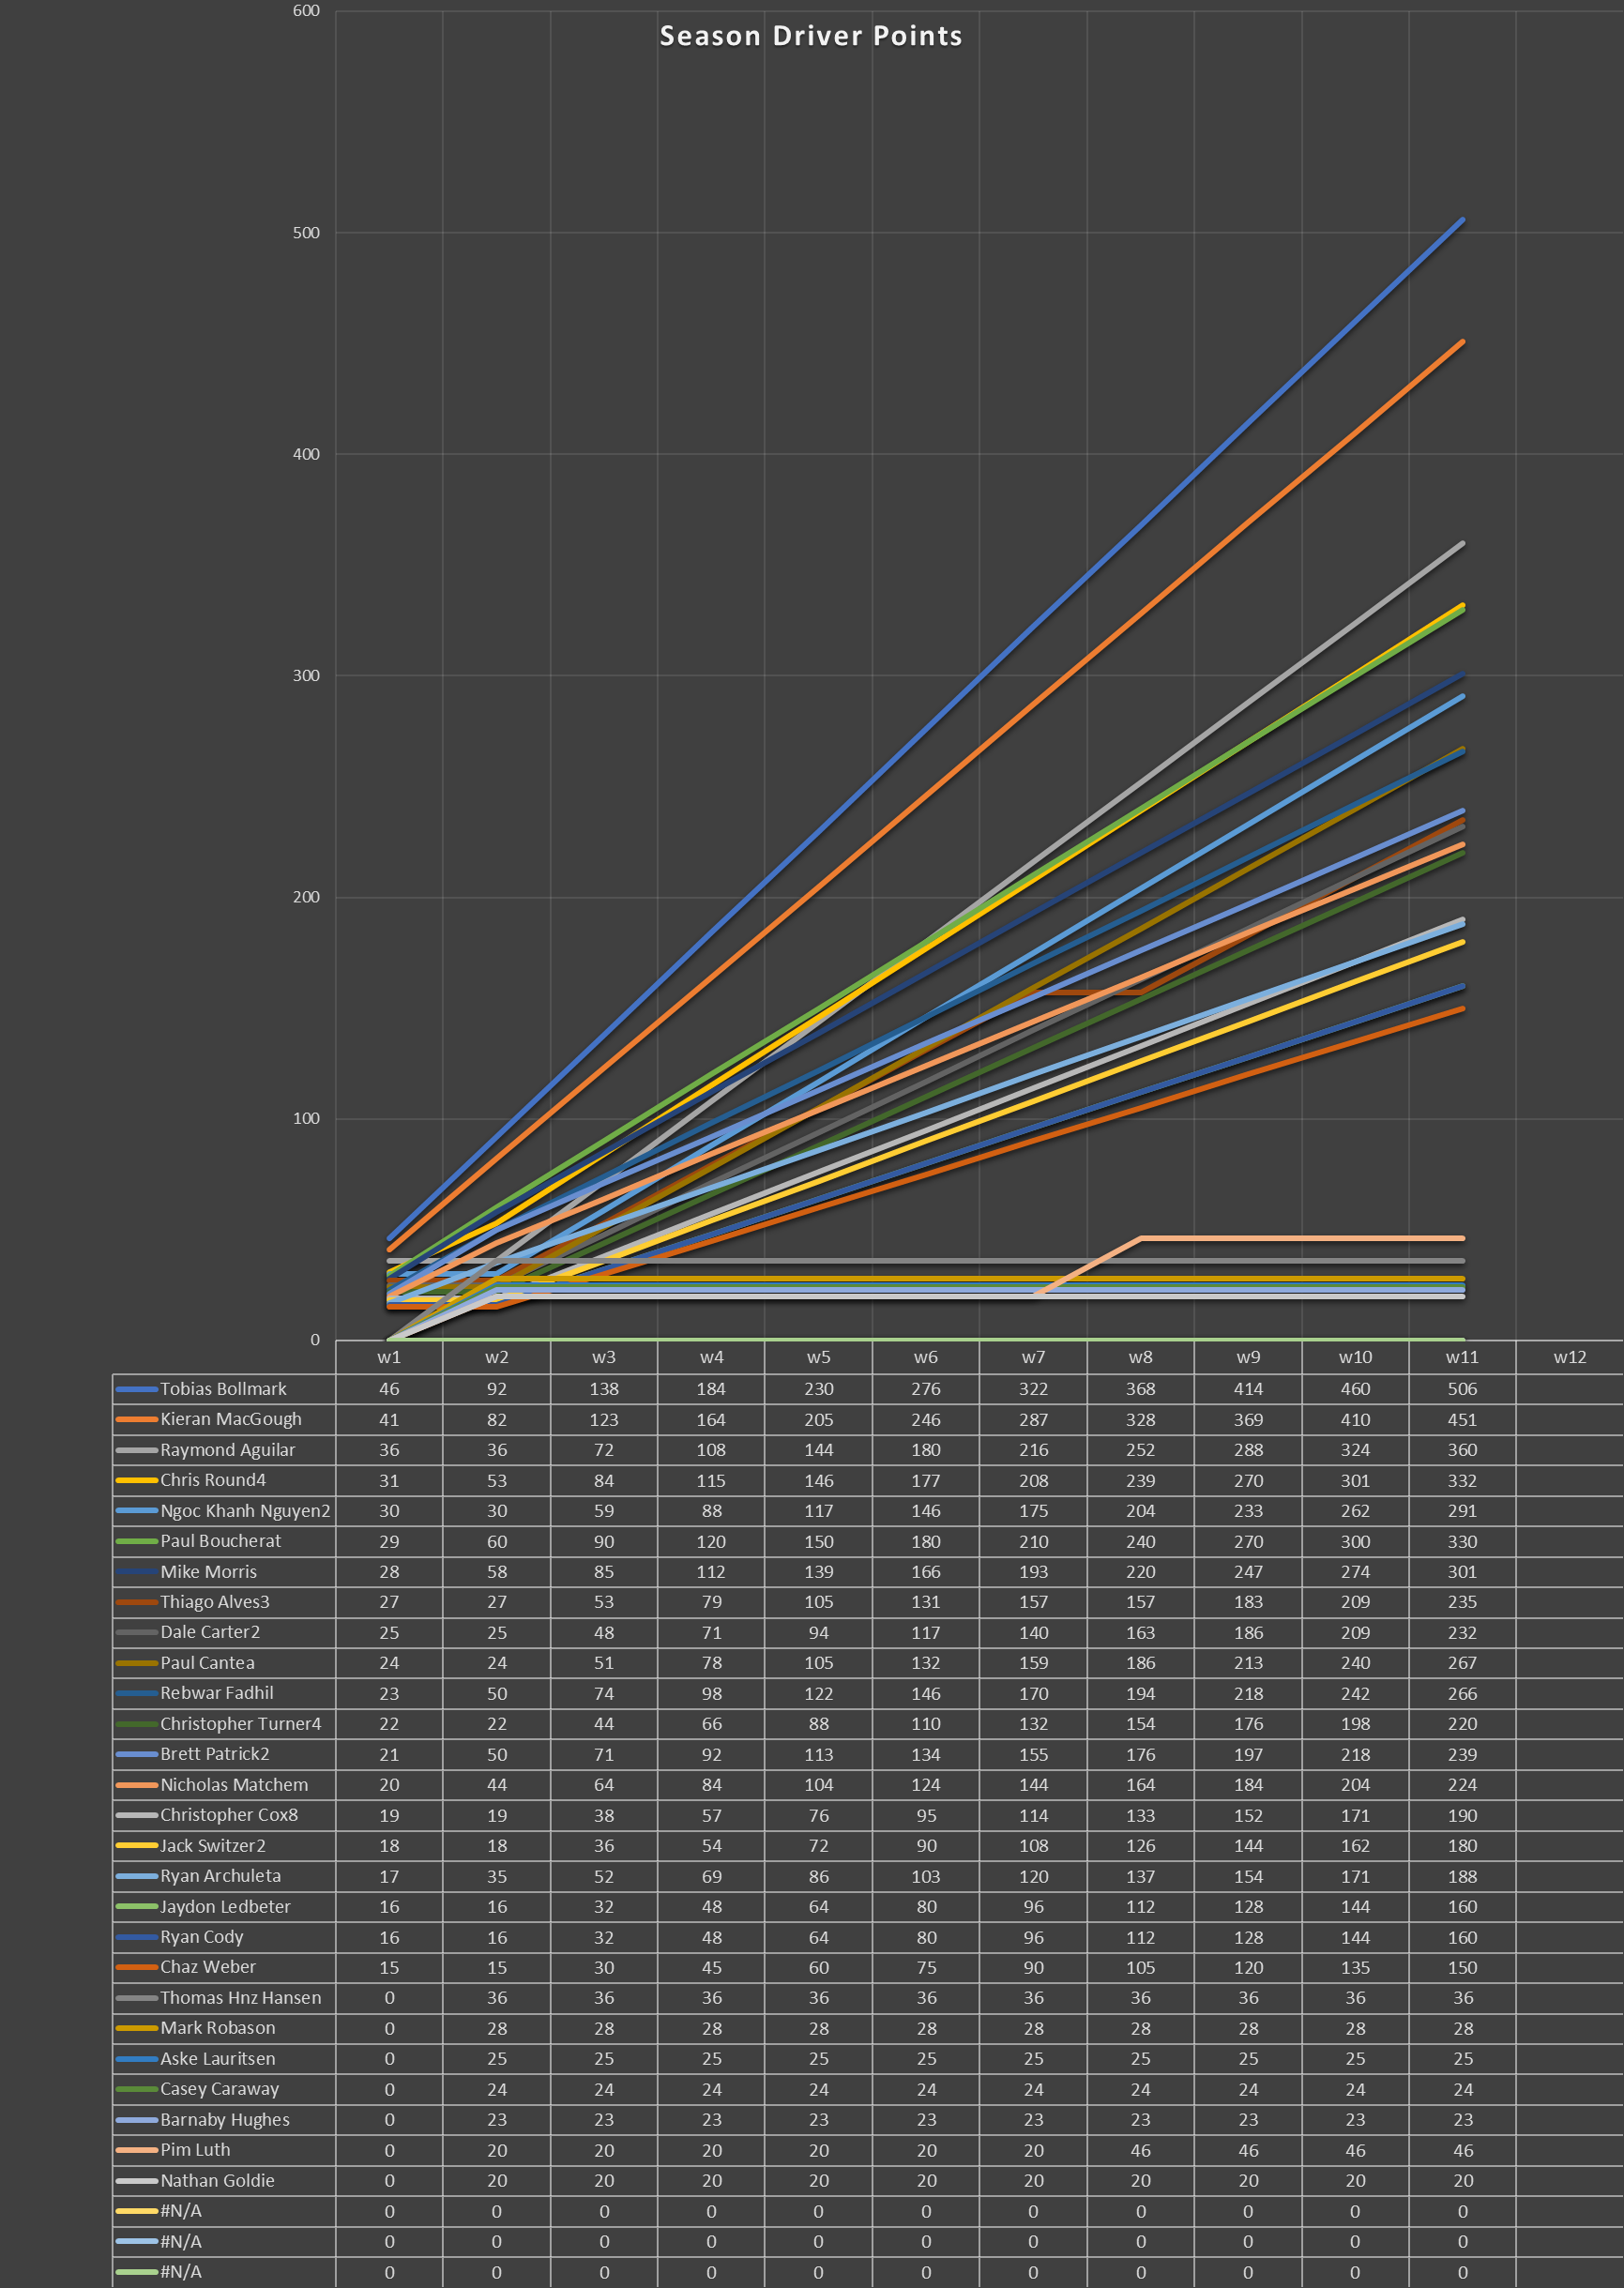 600
Season Driver Points
500
400
300
200
100
0
w1 w2 w3 w4 w5 w6 w7 w8 w9 w10 w11 w12
Tobias Bollmark 46 92 138 184 230 276 322 368 414 460 506
Kieran MacGough 41 82 123 164 205 246 287 328 369 410 451
Raymond Aguilar 36 36 72 108 144 180 216 252 288 324 360
Chris Round4 31 53 84 115 146 177 208 239 270 301 332
Ngoc Khanh Nguyen2 30 30 59 88 117 146 175 204 233 262 291
Paul Boucherat 29 60 90 120 150 180 210 240 270 300 330
Mike Morris 28 58 85 112 139 166 193 220 247 274 301
Thiago Alves3 27 27 53 79 105 131 157 157 183 209 235
Dale Carter2 25 25 48 71 94 117 140 163 186 209 232
Paul Cantea 24 24 51 78 105 132 159 186 213 240 267
Rebwar Fadhil 23 50 74 98 122 146 170 194 218 242 266
Christopher Turner4 22 22 44 66 88 110 132 154 176 198 220
Brett Patrick2 21 50 71 92 113 134 155 176 197 218 239
Nicholas Matchem 20 44 64 84 104 124 144 164 184 204 224
Christopher Cox8 19 19 38 57 76 95 114 133 152 171 190
Jack Switzer2 18 18 36 54 72 90 108 126 144 162 180
Ryan Archuleta 17 35 52 69 86 103 120 137 154 171 188
Jaydon Ledbeter 16 16 32 48 64 80 96 112 128 144 160
Ryan Cody 16 16 32 48 64 80 96 112 128 144 160
Chaz Weber 15 15 30 45 60 75 90 105 120 135 150
Thomas Hnz Hansen 0 36 36 36 36 36 36 36 36 36 36
Mark Robason 0 28 28 28 28 28 28 28 28 28 28
Aske Lauritsen 0 25 25 25 25 25 25 25 25 25 25
Casey Caraway 0 24 24 24 24 24 24 24 24 24 24
Barnaby Hughes 0 23 23 23 23 23 23 23 23 23 23
Pim Luth 0 20 20 20 20 20 20 46 46 46 46
Nathan Goldie 0 20 20 20 20 20 20 20 20 20 20
#N/A 0 0 0 0 0 0 0 0 0 0 0
#N/A 0 0 0 0 0 0 0 0 0 0 0
#N/A 0 0 0 0 0 0 0 0 0 0 0